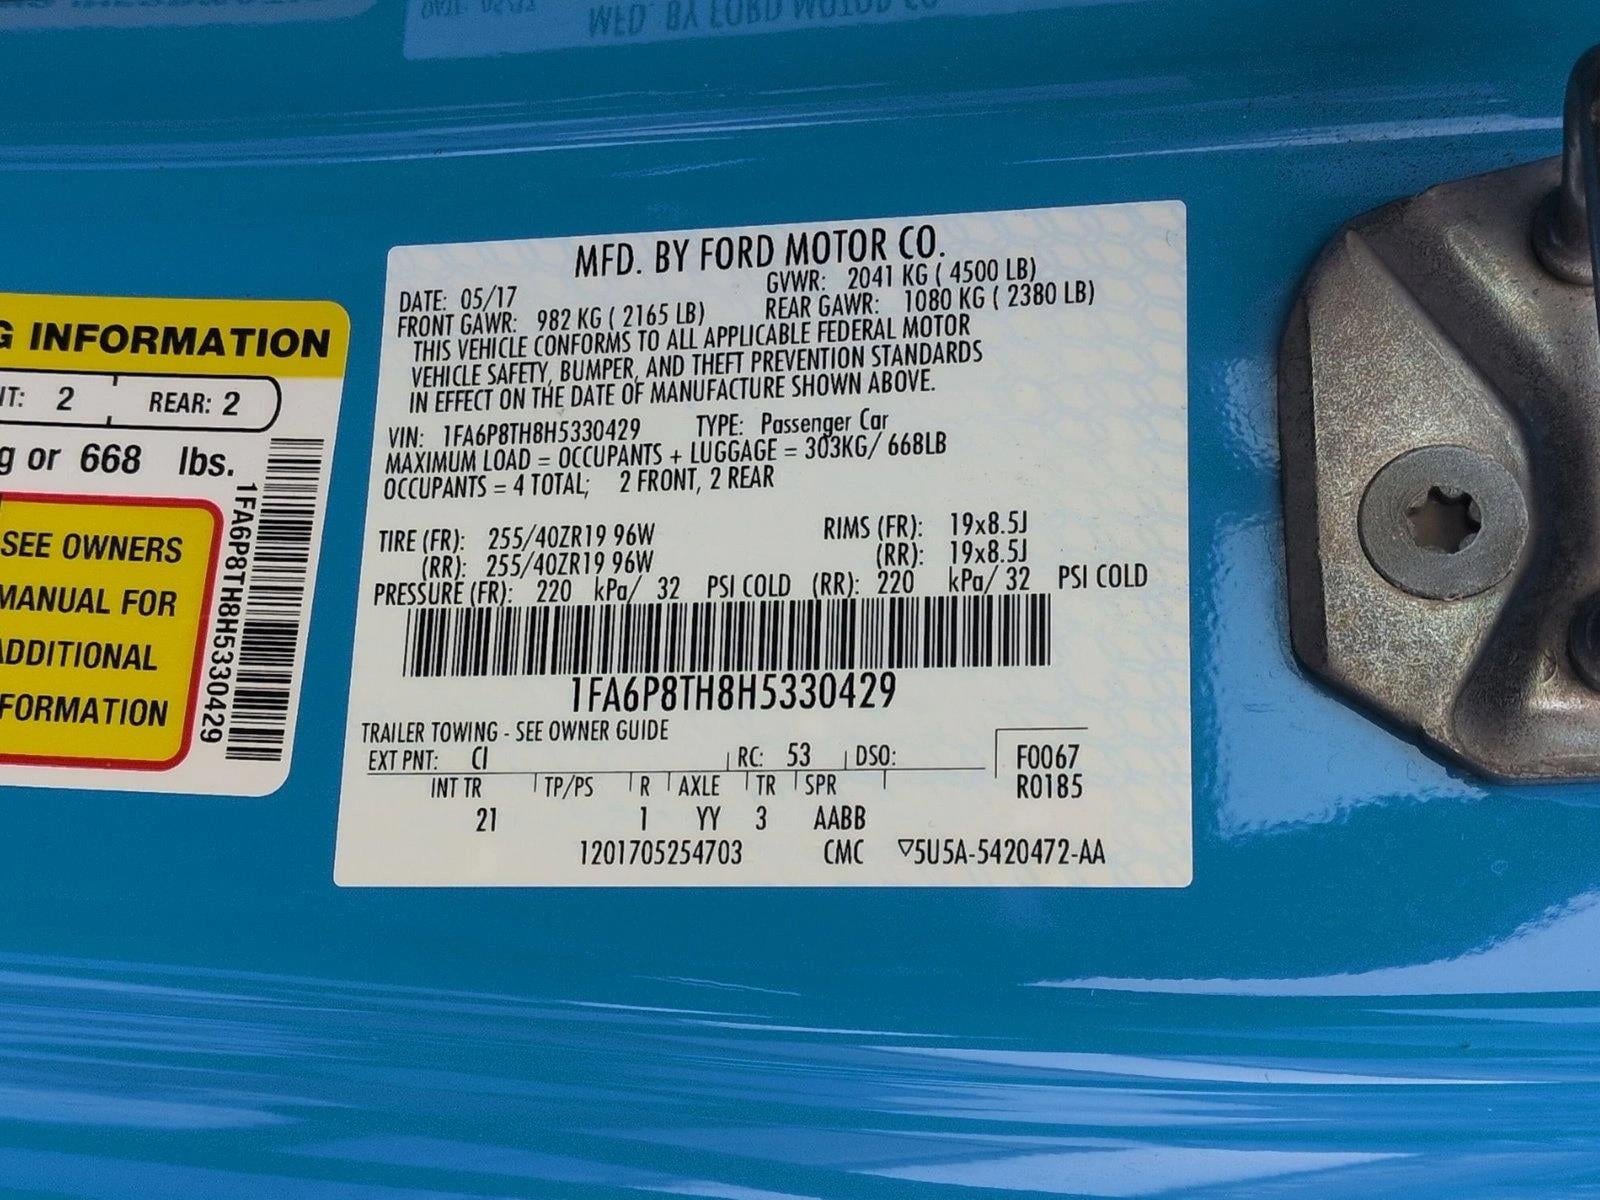 MFD. BY FORD MOTOR CO.
DATE: 05/17 GVWR: 2041 KG ( 4500 LB)
FRONT GAWR: 982 KG ( 2165 LB) REAR GAWR: 1080 KG ( 2380 LB)
THIS VEHICLE CONFORMS TO ALL APPLICABLE FEDERAL MOTOR
VEHICLE SAFETY, BUMPER, AND THEFT PREVENTION STANDARDS
IN EFFECT ON THE DATE OF MANUFACTURE SHOWN ABOVE.
VIN: 1FA6P8TH8H5330429 TYPE: Passenger Car
MAXIMUM LOAD = OCCUPANTS + LUGGAGE = 303KG/ 668LB
OCCUPANTS = 4 TOTAL; 2 FRONT, 2 REAR
TIRE (FR): 255/40ZR19 96W RIMS (FR): 19x8.5J
(RR): 255/40ZR19 96W (RR): 19x8.5J
PRESSURE (FR): 220 kPa/ 32 PSI COLD (RR): 220 kPa/ 32 PSI COLD
1FA6P8TH8H5330429
TRAILER TOWING - SEE OWNER GUIDE
EXT PNT: CI RC: 53 DSO: F0067
INT TR TP/PS R AXLE TR SPR R0185
21 1 YY 3 AABB
1201705254703 CMC ▽5U5A-5420472-AA
G INFORMATION
NT: 2 REAR: 2
g or 668 lbs.
SEE OWNERS
MANUAL FOR
ADDITIONAL
FORMATION
1FA6P8TH8H5330429